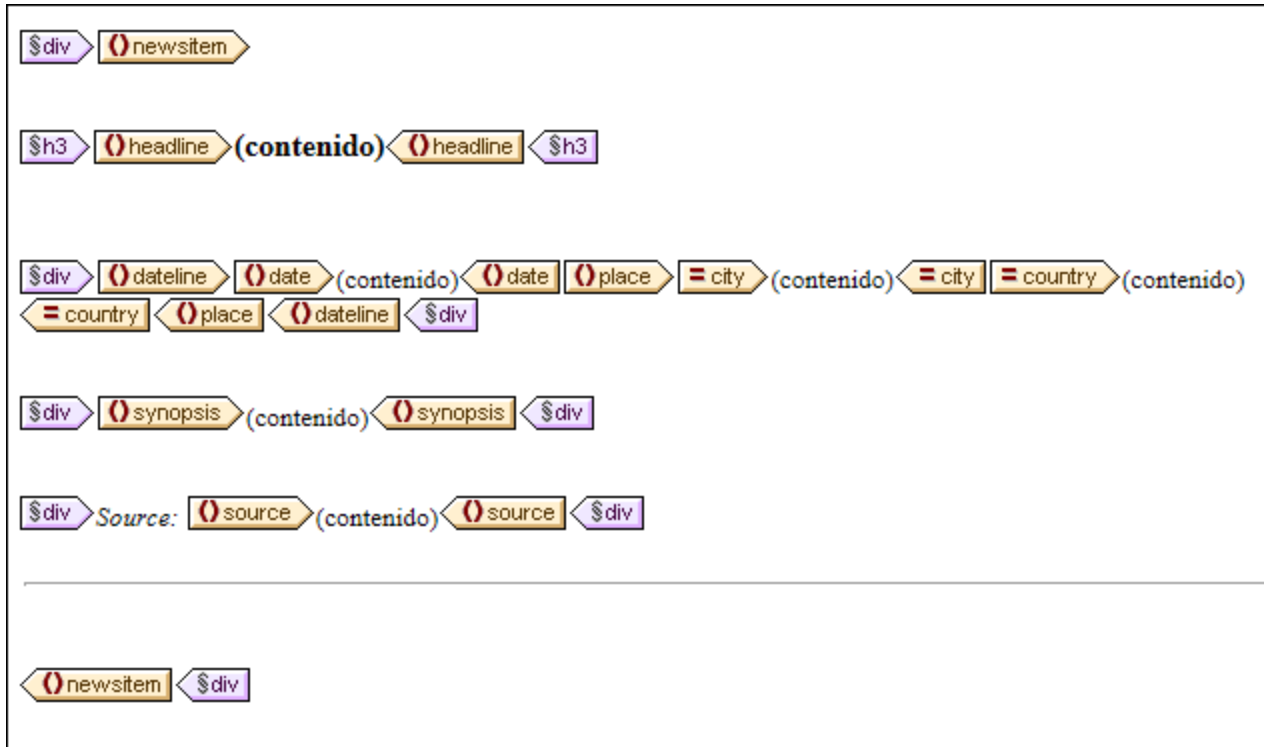 §div ()newsitem
§h3 ()headline (contenido) ()headline §h3
§div ()dateline ()date (contenido) ()date ()place =city (contenido) =city =country (contenido)
=country ()place ()dateline §div
§div ()synopsis (contenido) ()synopsis §div
§div Source: ()source (contenido) ()source §div
()newsitem §div